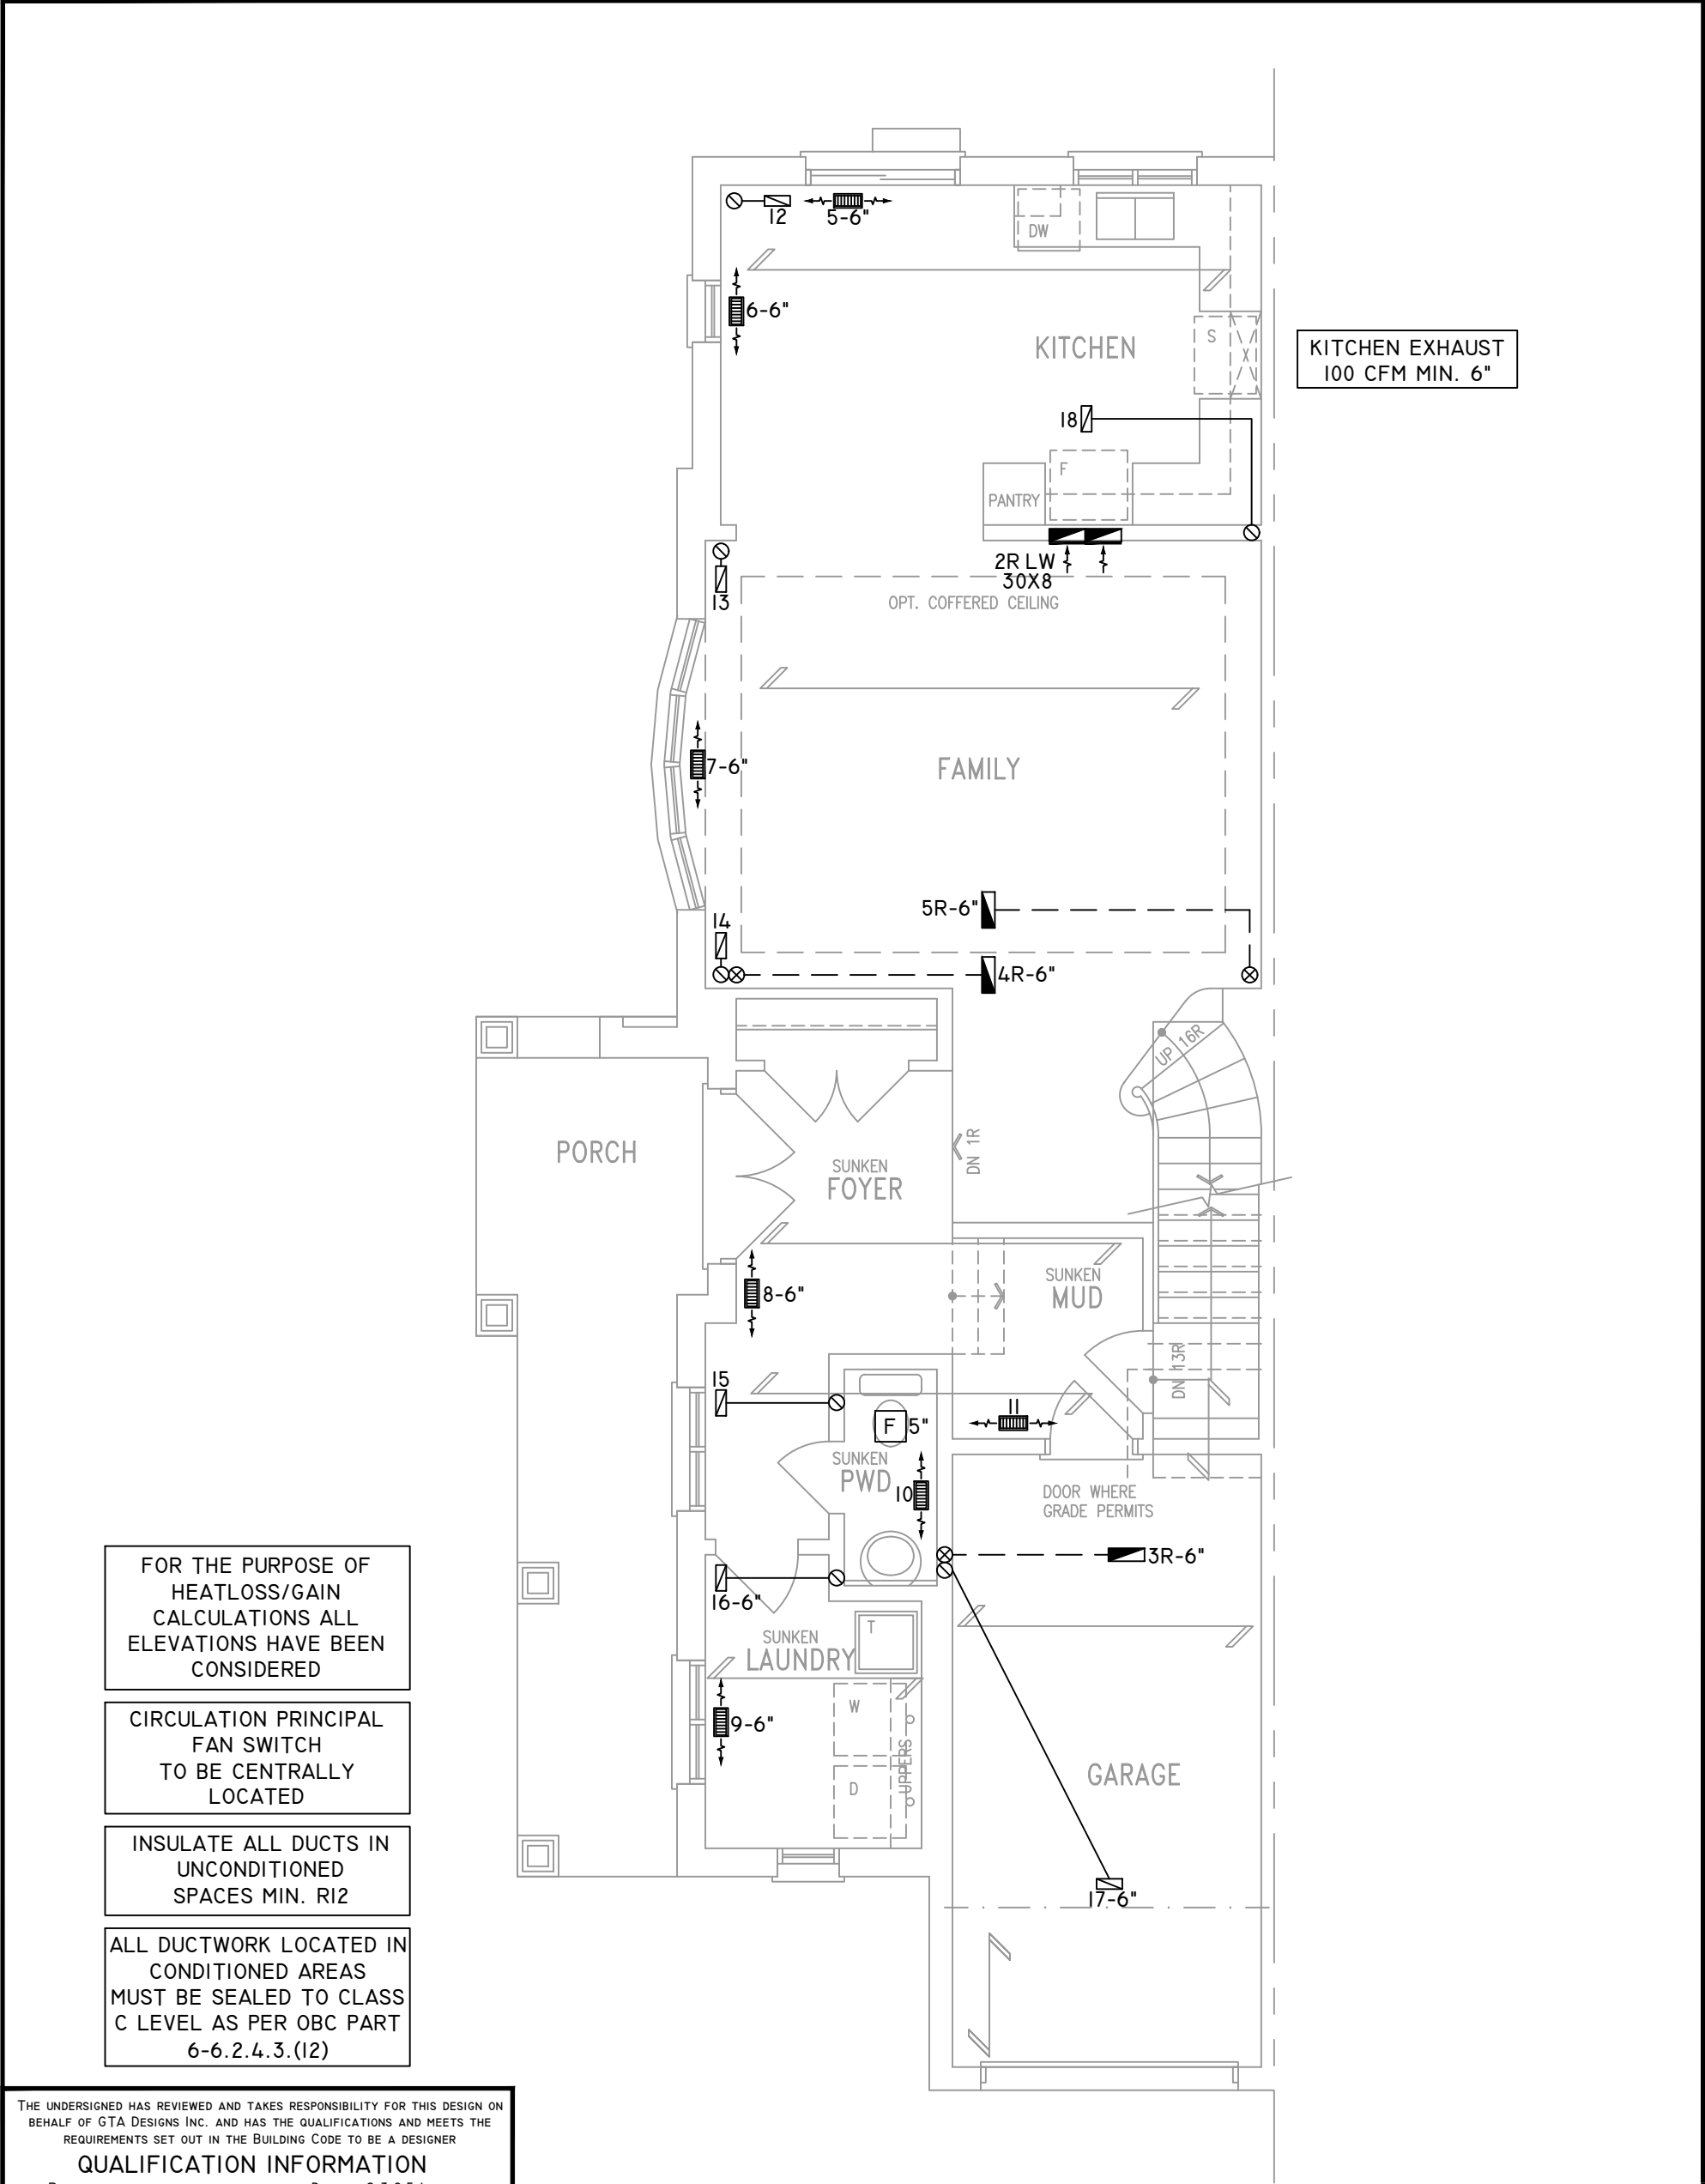 12
5-6"
DW
6-6"
KITCHEN
S
KITCHEN EXHAUST
100 CFM MIN. 6"
18
F
PANTRY
2R LW
30X8
13
OPT. COFFERED CEILING
7-6"
FAMILY
5R-6"
14
4R-6"
UP 16R
PORCH
DN 1R
SUNKEN
FOYER
SUNKEN
MUD
8-6"
DN 13R
15
11
F 5"
SUNKEN
PWD
10
DOOR WHERE
GRADE PERMITS
3R-6"
16-6"
SUNKEN
LAUNDRY
T
W
9-6"
UPPERS
D
GARAGE
17-6"
FOR THE PURPOSE OF
HEATLOSS/GAIN
CALCULATIONS ALL
ELEVATIONS HAVE BEEN
CONSIDERED
CIRCULATION PRINCIPAL
FAN SWITCH
TO BE CENTRALLY
LOCATED
INSULATE ALL DUCTS IN
UNCONDITIONED
SPACES MIN. R12
ALL DUCTWORK LOCATED IN
CONDITIONED AREAS
MUST BE SEALED TO CLASS
C LEVEL AS PER OBC PART
6-6.2.4.3.(12)
THE UNDERSIGNED HAS REVIEWED AND TAKES RESPONSIBILITY FOR THIS DESIGN ON
BEHALF OF GTA DESIGNS INC. AND HAS THE QUALIFICATIONS AND MEETS THE
REQUIREMENTS SET OUT IN THE BUILDING CODE TO BE A DESIGNER
QUALIFICATION INFORMATION